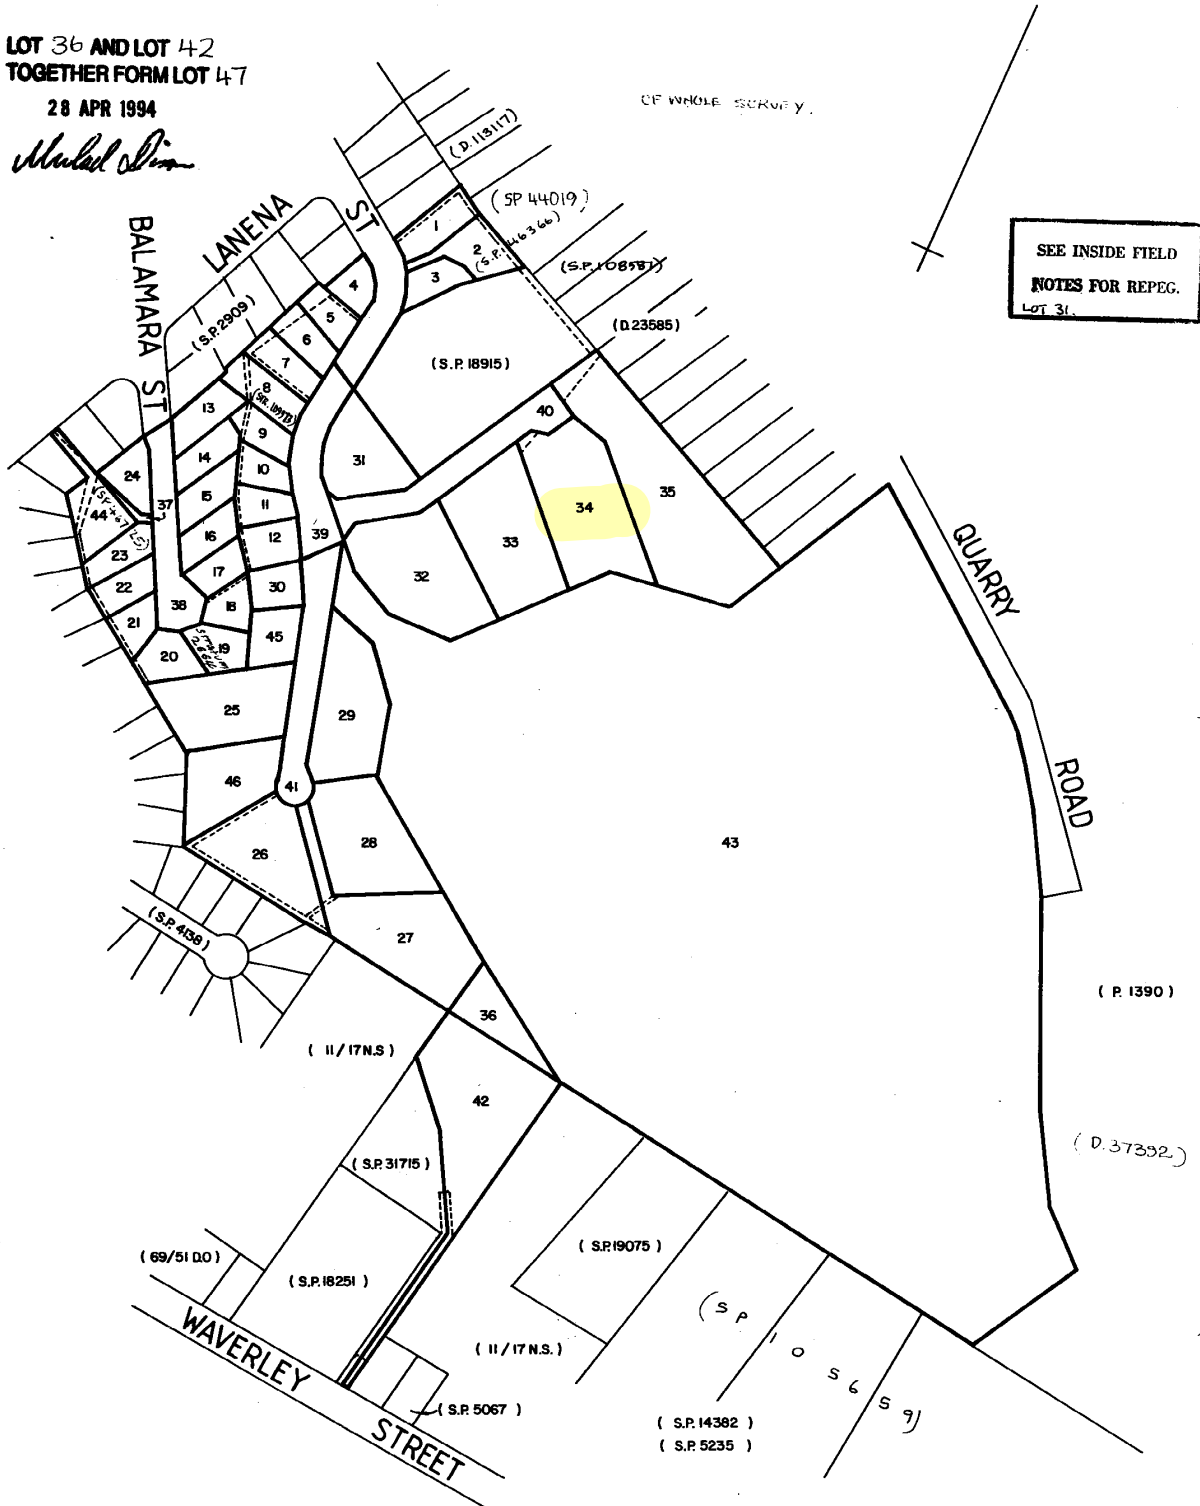 LOT 36 AND LOT 42
TOGETHER FORM LOT 47
28 APR 1994
OF WHOLE SURVEY.
SEE INSIDE FIELD
NOTES FOR REPEG.
LOT 31.
(D.113117)
(SP 44019)
(S.P.146366)
(S.P.108581)
(D.23585)
(S.P. 18915)
LANENA
ST
BALAMARA
ST
(S.P.2909)
1
2
3
4
5
6
7
8
9
10
11
12
13
14
15
16
17
18
19
20
21
22
23
24
44
37
38
39
30
45
25
46
41
29
26
28
27
36
31
32
33
34
35
40
43
42
QUARRY
ROAD
(S.P. 4138)
( 11/17 N.S )
( P. 1390 )
( D.37392 )
( S.P. 31715 )
( 69/51 D.O )
( S.P. 18251 )
( S.P. 19075 )
( 11/17 N.S. )
( S.P. 5067 )
( S.P. 14382 )
( S.P. 5235 )
(SP 105659)
WAVERLEY
STREET